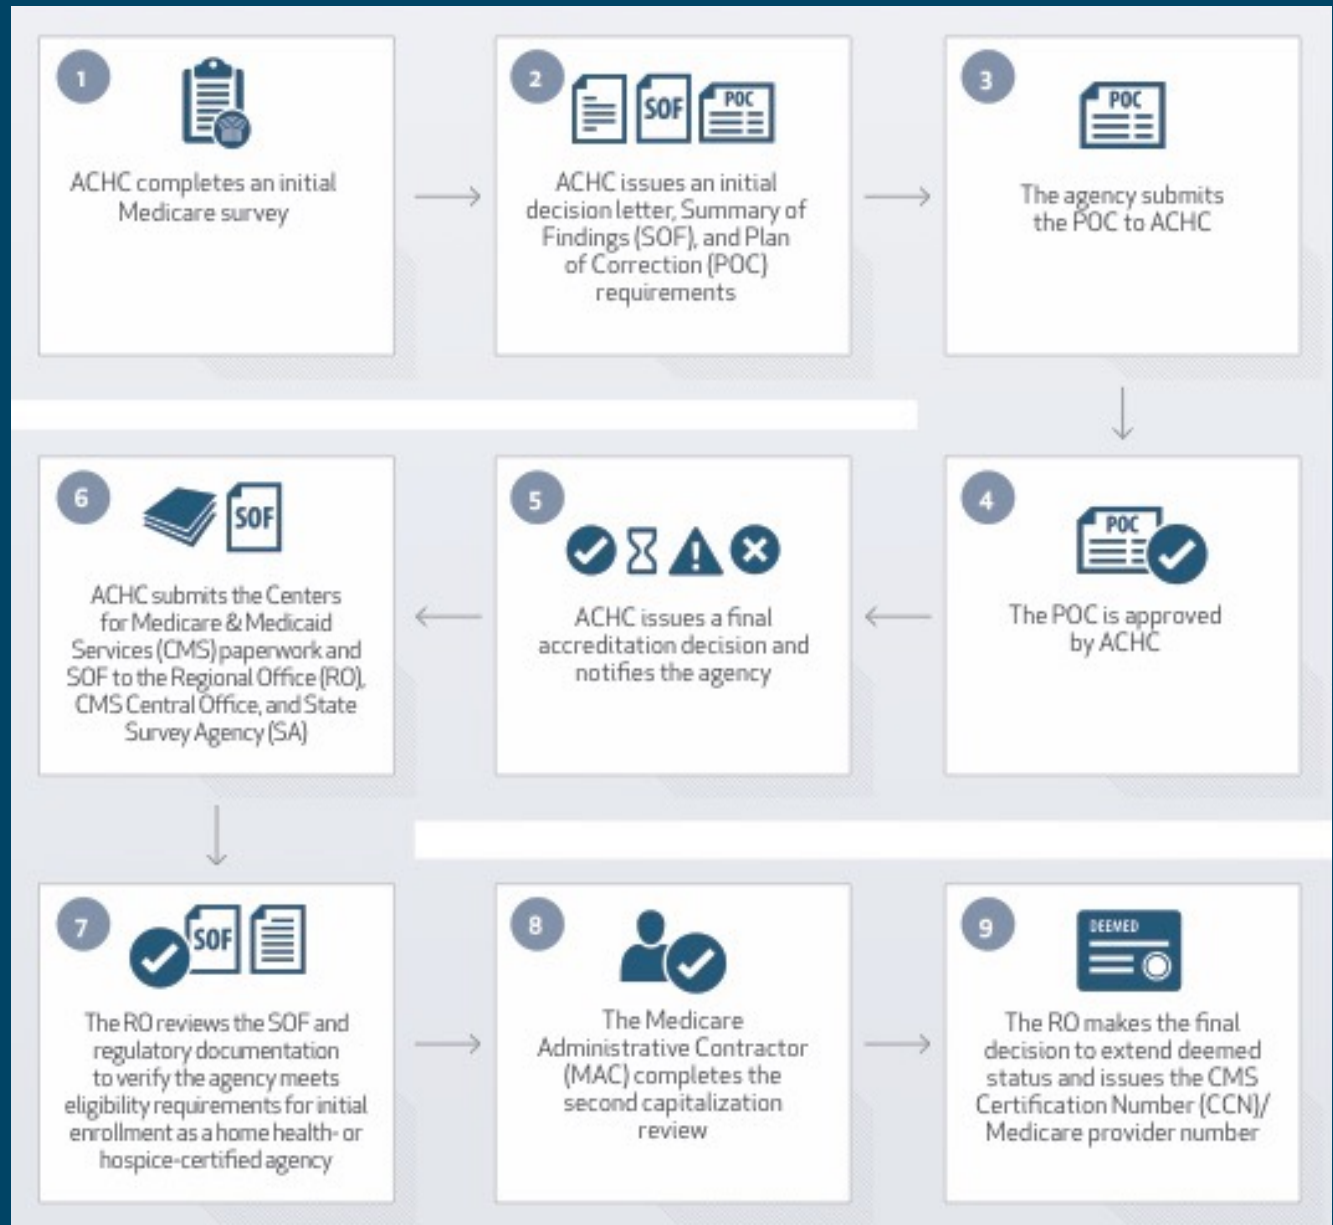 1
ACHC completes an initial
Medicare survey
2
SOF
POC
ACHC issues an initial
decision letter, Summary of
Findings (SOF), and Plan
of Correction (POC)
requirements
3
POC
The agency submits
the POC to ACHC
4
POC
The POC is approved
by ACHC
5
ACHC issues a final
accreditation decision and
notifies the agency
6
SOF
ACHC submits the Centers
for Medicare & Medicaid
Services (CMS) paperwork and
SOF to the Regional Office (RO),
CMS Central Office, and State
Survey Agency (SA)
7
SOF
The RO reviews the SOF and
regulatory documentation
to verify the agency meets
eligibility requirements for initial
enrollment as a home health- or
hospice-certified agency
8
The Medicare
Administrative Contractor
(MAC) completes the
second capitalization
review
9
DEEMED
The RO makes the final
decision to extend deemed
status and issues the CMS
Certification Number (CCN)/
Medicare provider number